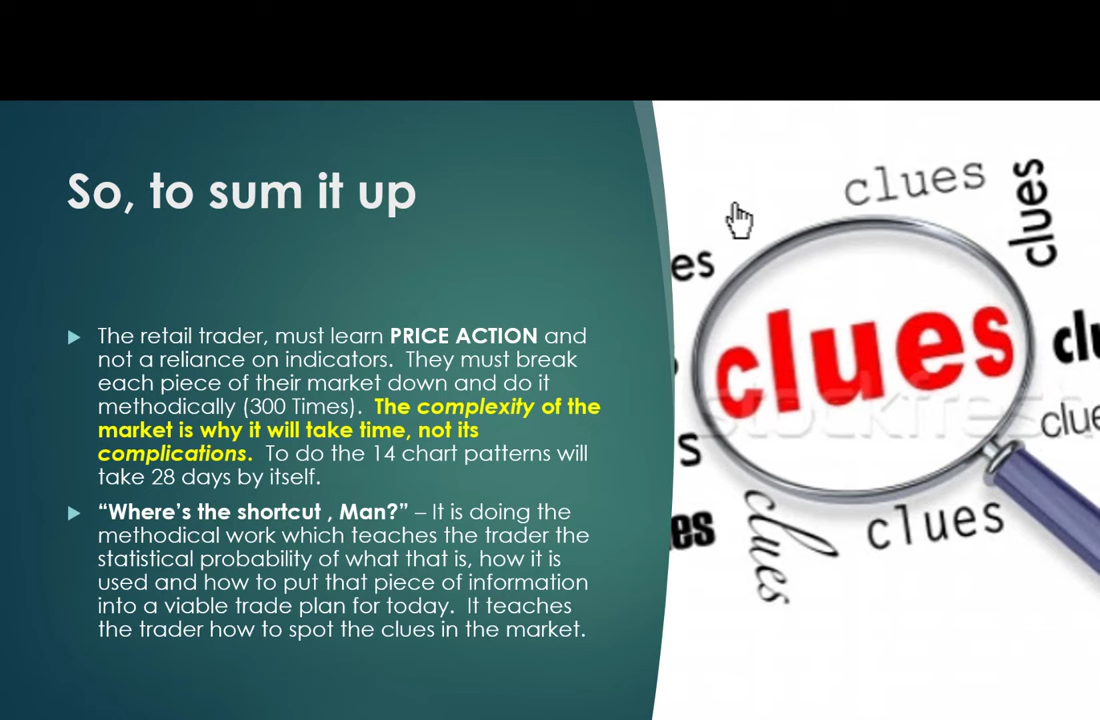 So, to sum it up
The retail trader, must learn PRICE ACTION and
not a reliance on indicators. They must break
each piece of their market down and do it
methodically (300 Times). The complexity of the
market is why it will take time, not its
complications. To do the 14 chart patterns will
take 28 days by itself.
“Where’s the shortcut , Man?” – It is doing the
methodical work which teaches the trader the
statistical probability of what that is, how it is
used and how to put that piece of information
into a viable trade plan for today. It teaches
the trader how to spot the clues in the market.
clues
clues
es
clues
clu
clue
s
es
clues
clues